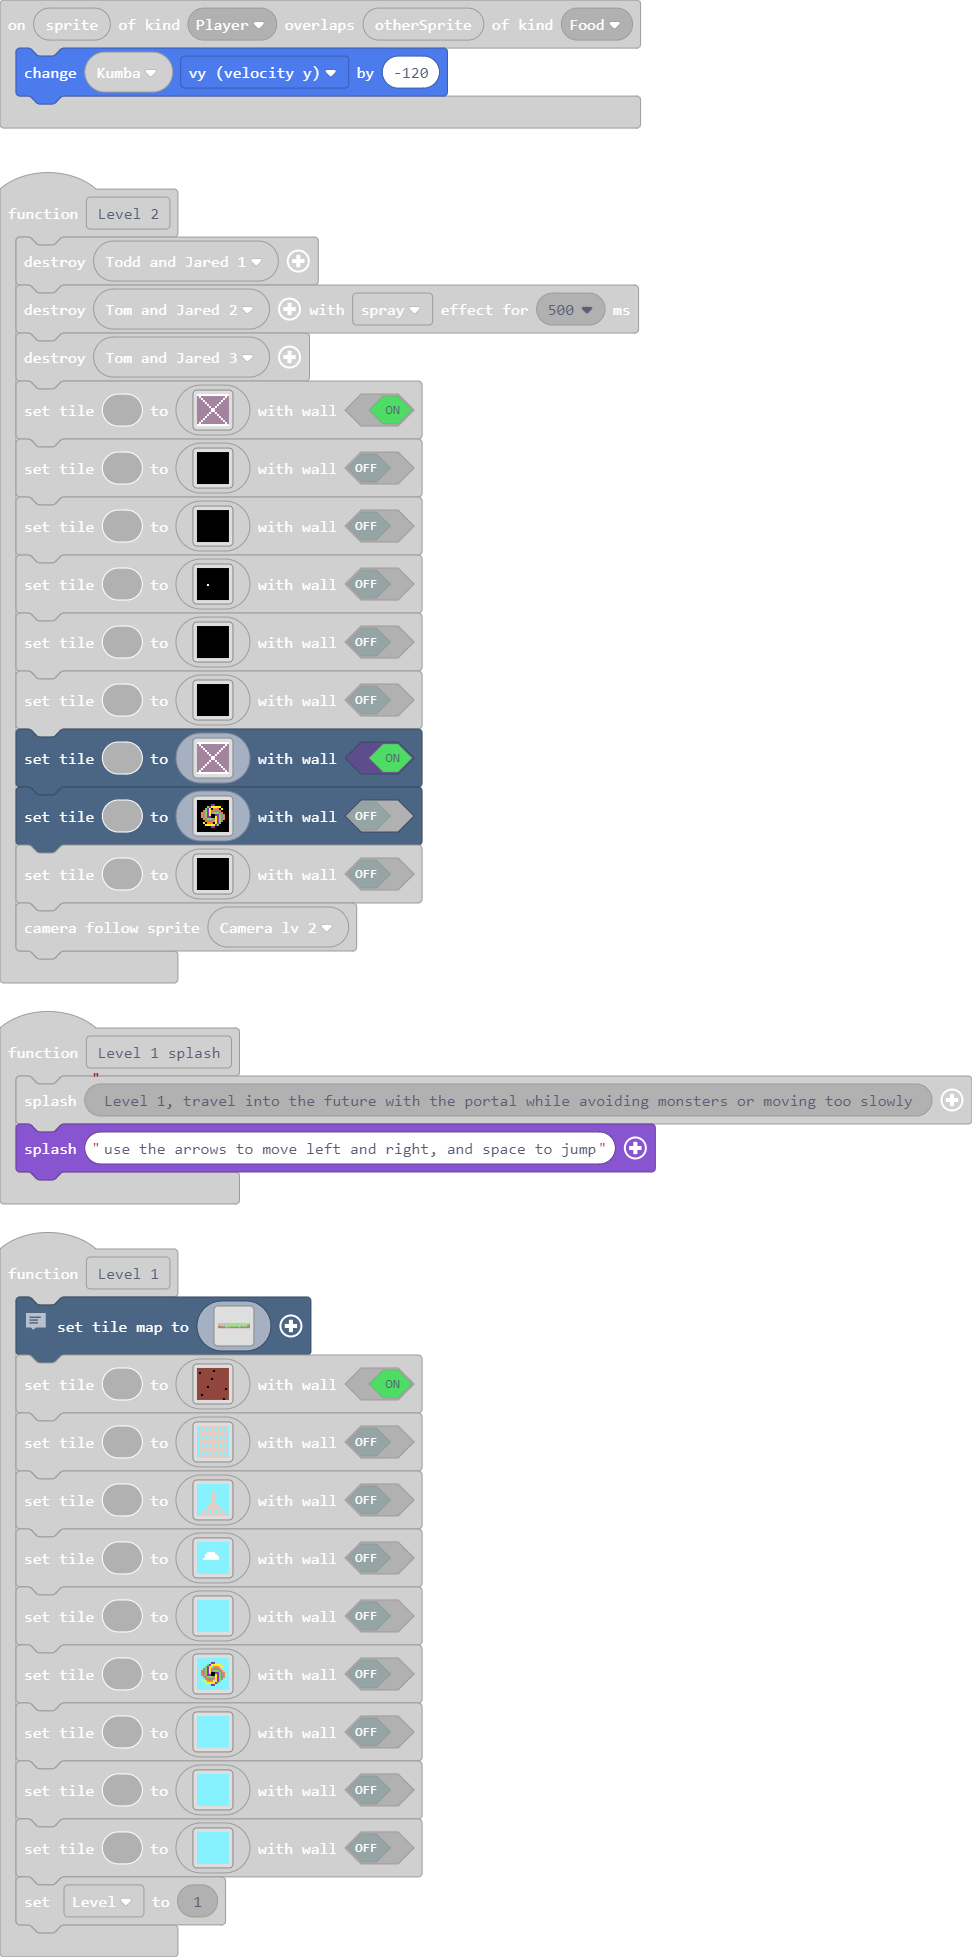 on sprite of kind Player overlaps otherSprite of kind Food
change Kumba vy (velocity y) by -120
function Level 2
destroy Todd and Jared 1
destroy Tom and Jared 2 with spray effect for 500 ms
destroy Tom and Jared 3
set tile to with wall ON
set tile to with wall OFF
set tile to with wall OFF
set tile to with wall OFF
set tile to with wall OFF
set tile to with wall OFF
set tile to with wall ON
set tile to with wall OFF
set tile to with wall OFF
camera follow sprite Camera lv 2
function Level 1 splash
splash "Level 1, travel into the future with the portal while avoiding monsters or moving too slowly
splash "use the arrows to move left and right, and space to jump"
function Level 1
set tile map to
set tile to with wall ON
set tile to with wall OFF
set tile to with wall OFF
set tile to with wall OFF
set tile to with wall OFF
set tile to with wall OFF
set tile to with wall OFF
set tile to with wall OFF
set tile to with wall OFF
set Level to 1